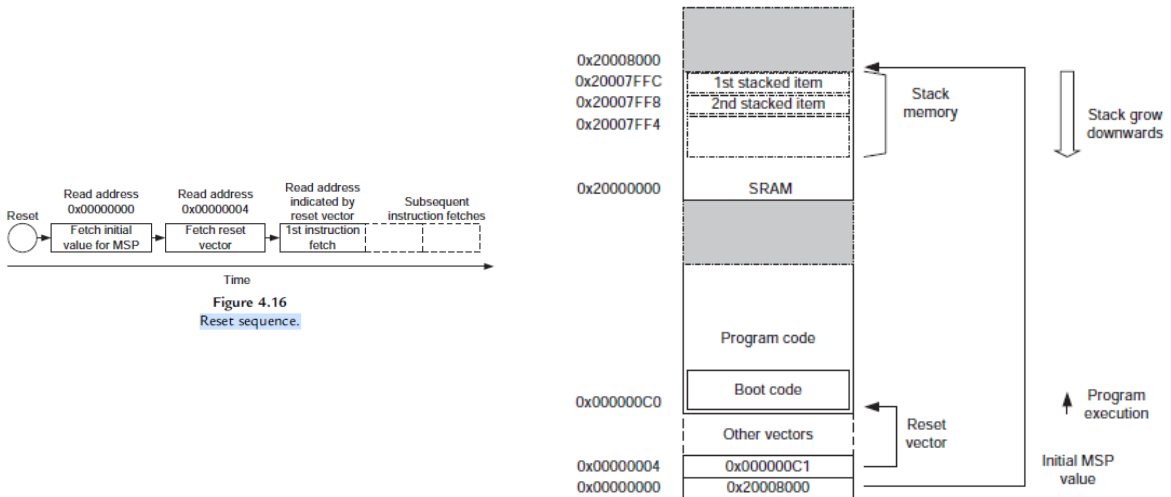 Reset
Read address
0x00000000
Fetch initial
value for MSP
Read address
0x00000004
Fetch reset
vector
Read address
indicated by
reset vector
1st instruction
fetch
Subsequent
instruction fetches
Time
Figure 4.16
Reset sequence.
0x20008000
0x20007FFC
1st stacked item
0x20007FF8
2nd stacked item
0x20007FF4
Stack
memory
Stack grow
downwards
0x20000000
SRAM
Program code
Boot code
0x000000C0
Program
execution
Other vectors
Reset
vector
0x00000004
0x000000C1
Initial MSP
value
0x00000000
0x20008000